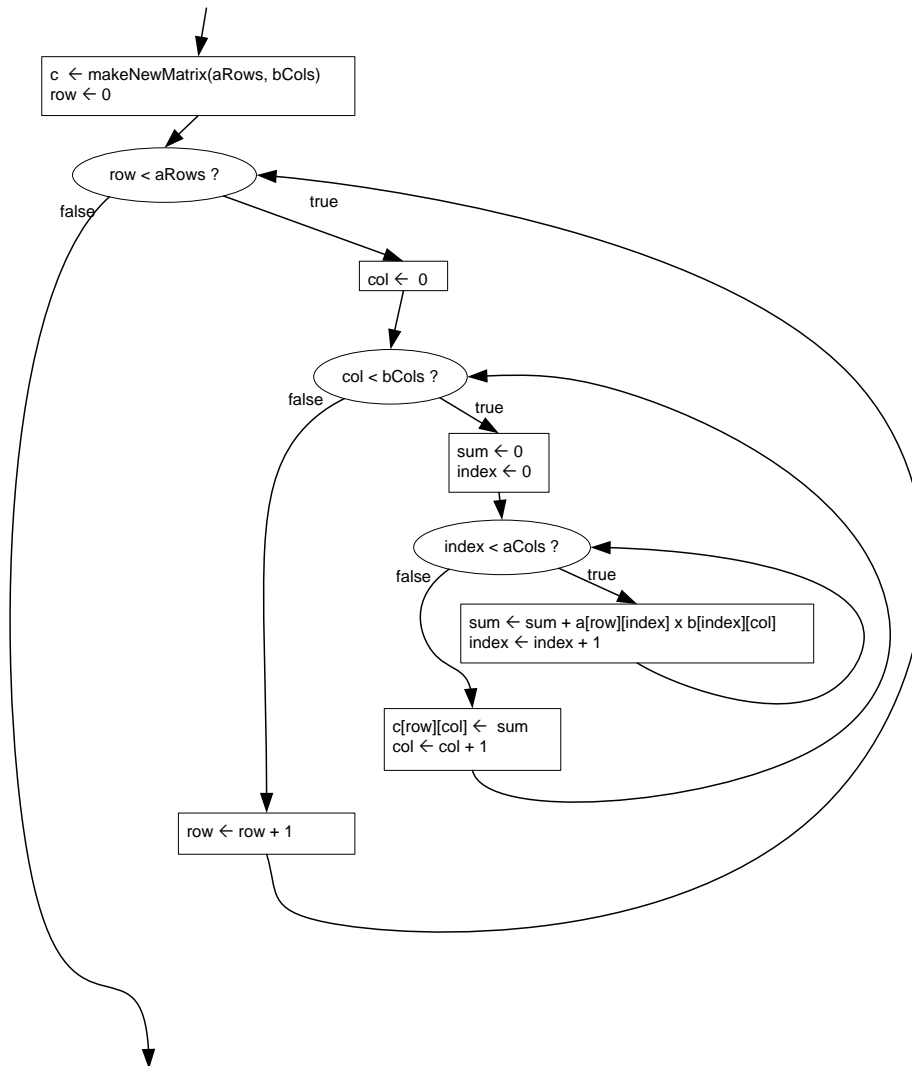 c ← makeNewMatrix(aRows, bCols)
row ← 0
row < aRows ?
false
true
col ← 0
col < bCols ?
false
true
sum ← 0
index ← 0
index < aCols ?
false
true
sum ← sum + a[row][index] x b[index][col]
index ← index + 1
c[row][col] ← sum
col ← col + 1
row ← row + 1